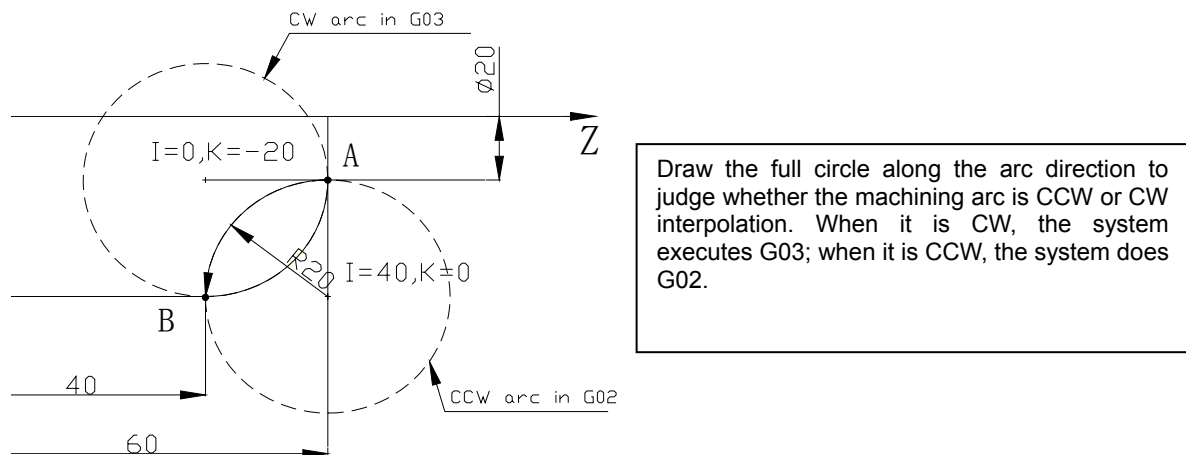 CW arc in G03
ø20
Z
I=0,K=-20
A
R20
I=40,K=0
B
40
CCW arc in G02
60
Draw the full circle along the arc direction to
judge whether the machining arc is CCW or CW
interpolation. When it is CW, the system
executes G03; when it is CCW, the system does
G02.